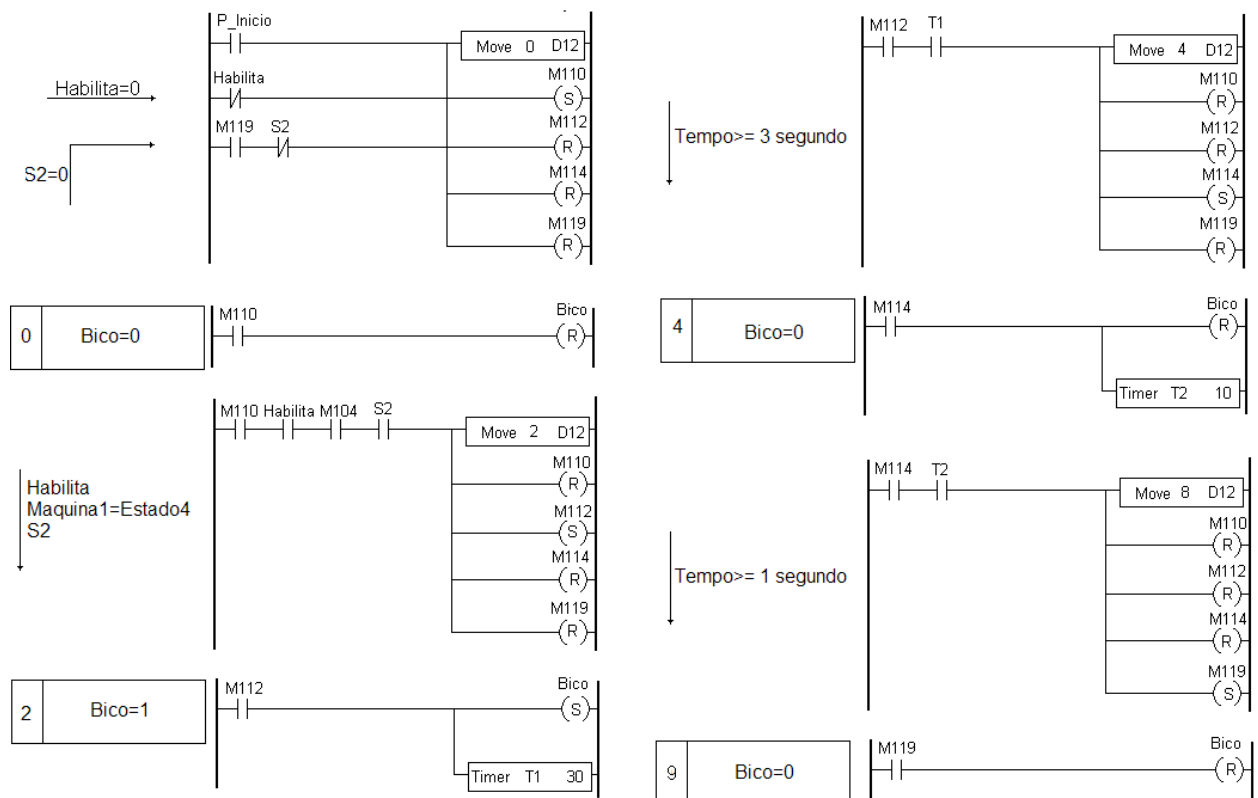 P_Inicio
Move 0 D12
Habilita
M110
(S)
Habilita=0
M119 S2
M112
(R)
S2=0
M114
(R)
M119
(R)
0 Bico=0
M110
Bico
(R)
M110 Habilita M104 S2
Move 2 D12
M110
(R)
Habilita
Maquina1=Estado4
S2
M112
(S)
M114
(R)
M119
(R)
2 Bico=1
M112
Bico
(S)
Timer T1 30
M112 T1
Move 4 D12
M110
(R)
Tempo>= 3 segundo
M112
(R)
M114
(S)
M119
(R)
4 Bico=0
M114
Bico
(R)
Timer T2 10
M114 T2
Move 8 D12
M110
(R)
Tempo>= 1 segundo
M112
(R)
M114
(R)
M119
(S)
9 Bico=0
M119
Bico
(R)